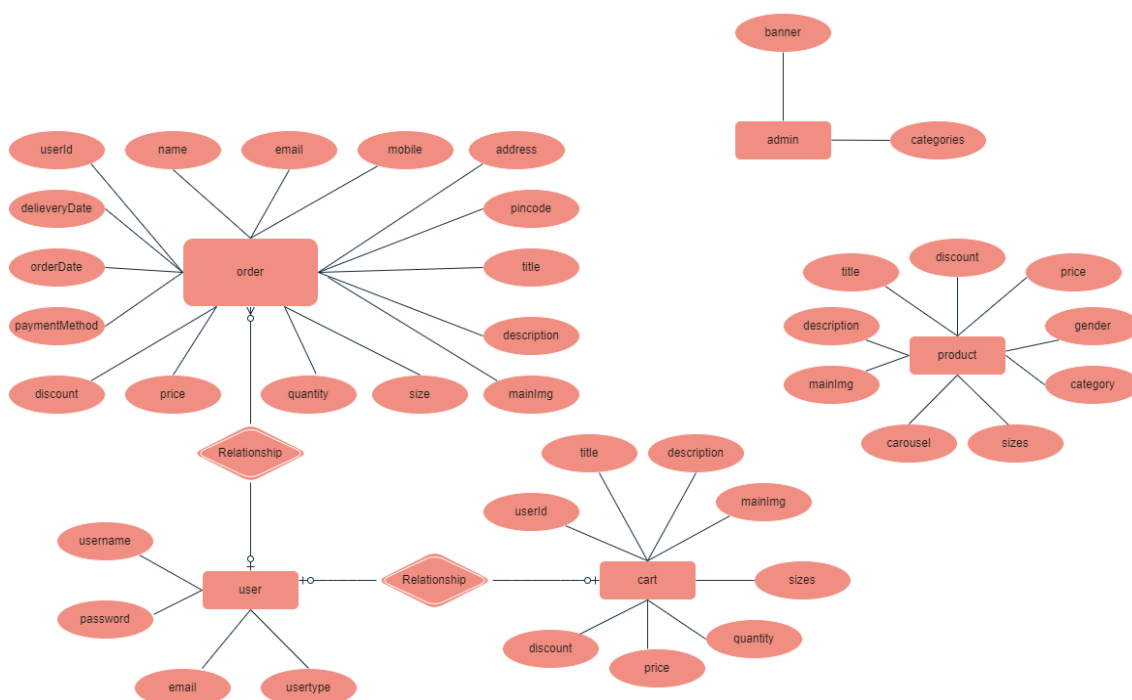 banner
admin
categories
userId
name
email
mobile
address
delieveryDate
pincode
orderDate
order
title
paymentMethod
description
discount
price
quantity
size
mainImg
discount
title
price
description
gender
product
mainImg
category
carousel
sizes
Relationship
title
description
userId
mainImg
username
Relationship
user
cart
sizes
password
discount
quantity
price
email
usertype